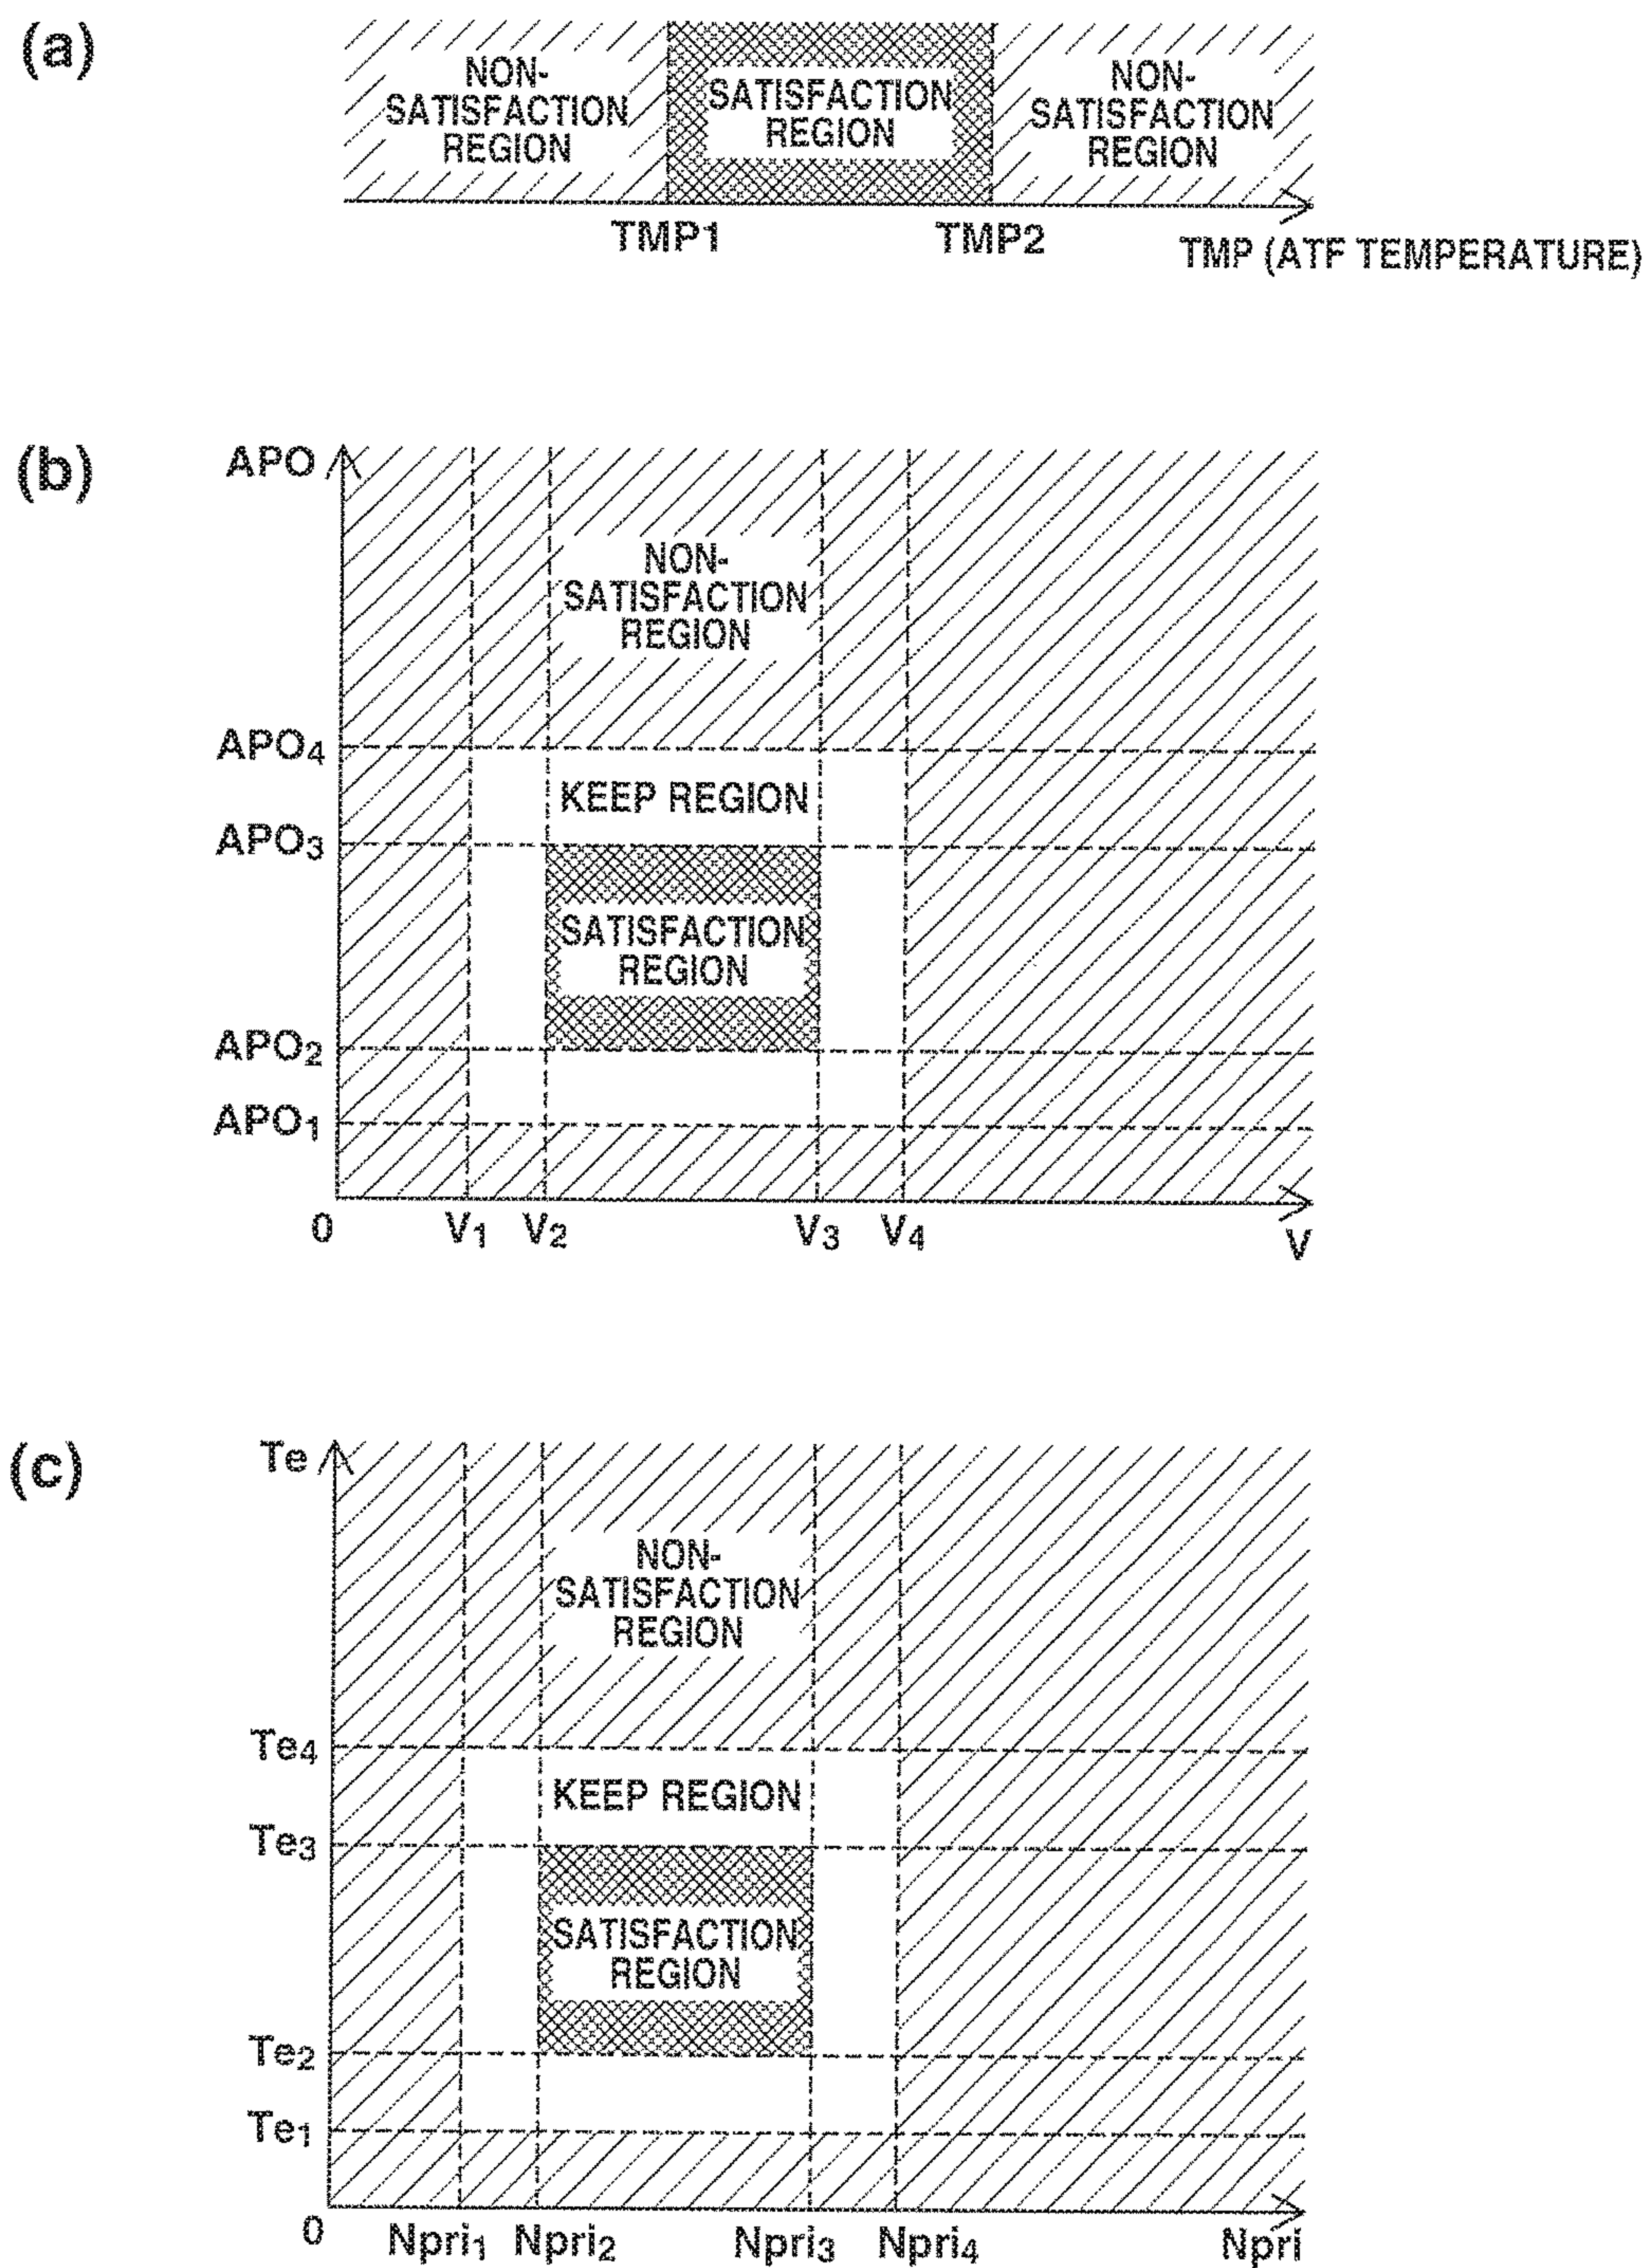 (a)
NON-
SATISFACTION
REGION
SATISFACTION
REGION
NON-
SATISFACTION
REGION
TMP1
TMP2
TMP (ATF TEMPERATURE)
(b)
APO
NON-
SATISFACTION
REGION
APO4
KEEP REGION
APO3
SATISFACTION
REGION
APO2
APO1
0
V1
V2
V3
V4
V
(c)
Te
NON-
SATISFACTION
REGION
Te4
KEEP REGION
Te3
SATISFACTION
REGION
Te2
Te1
0
Npri1
Npri2
Npri3
Npri4
Npri